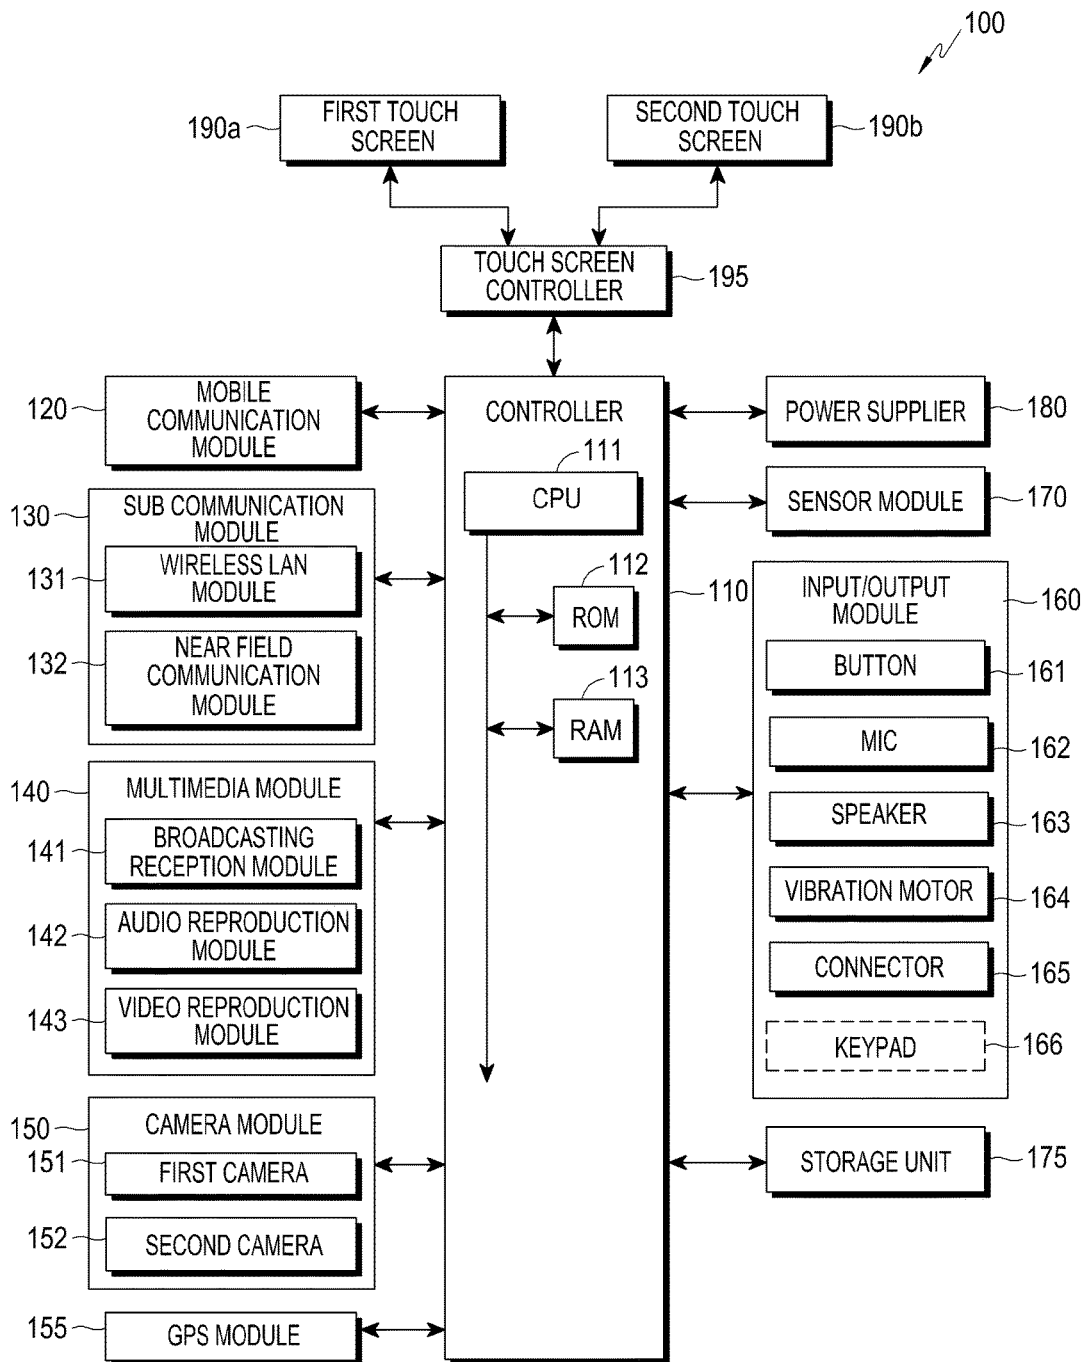 100
190a
FIRST TOUCH
SCREEN
SECOND TOUCH
SCREEN
190b
TOUCH SCREEN
CONTROLLER
195
120
MOBILE
COMMUNICATION
MODULE
130
SUB COMMUNICATION
MODULE
131
WIRELESS LAN
MODULE
132
NEAR FIELD
COMMUNICATION
MODULE
140
MULTIMEDIA MODULE
141
BROADCASTING
RECEPTION MODULE
142
AUDIO REPRODUCTION
MODULE
143
VIDEO REPRODUCTION
MODULE
150
CAMERA MODULE
151
FIRST CAMERA
152
SECOND CAMERA
155
GPS MODULE
CONTROLLER
111
CPU
112
ROM
113
RAM
110
POWER SUPPLIER
180
SENSOR MODULE
170
INPUT/OUTPUT
MODULE
160
BUTTON
161
MIC
162
SPEAKER
163
VIBRATION MOTOR
164
CONNECTOR
165
KEYPAD
166
STORAGE UNIT
175